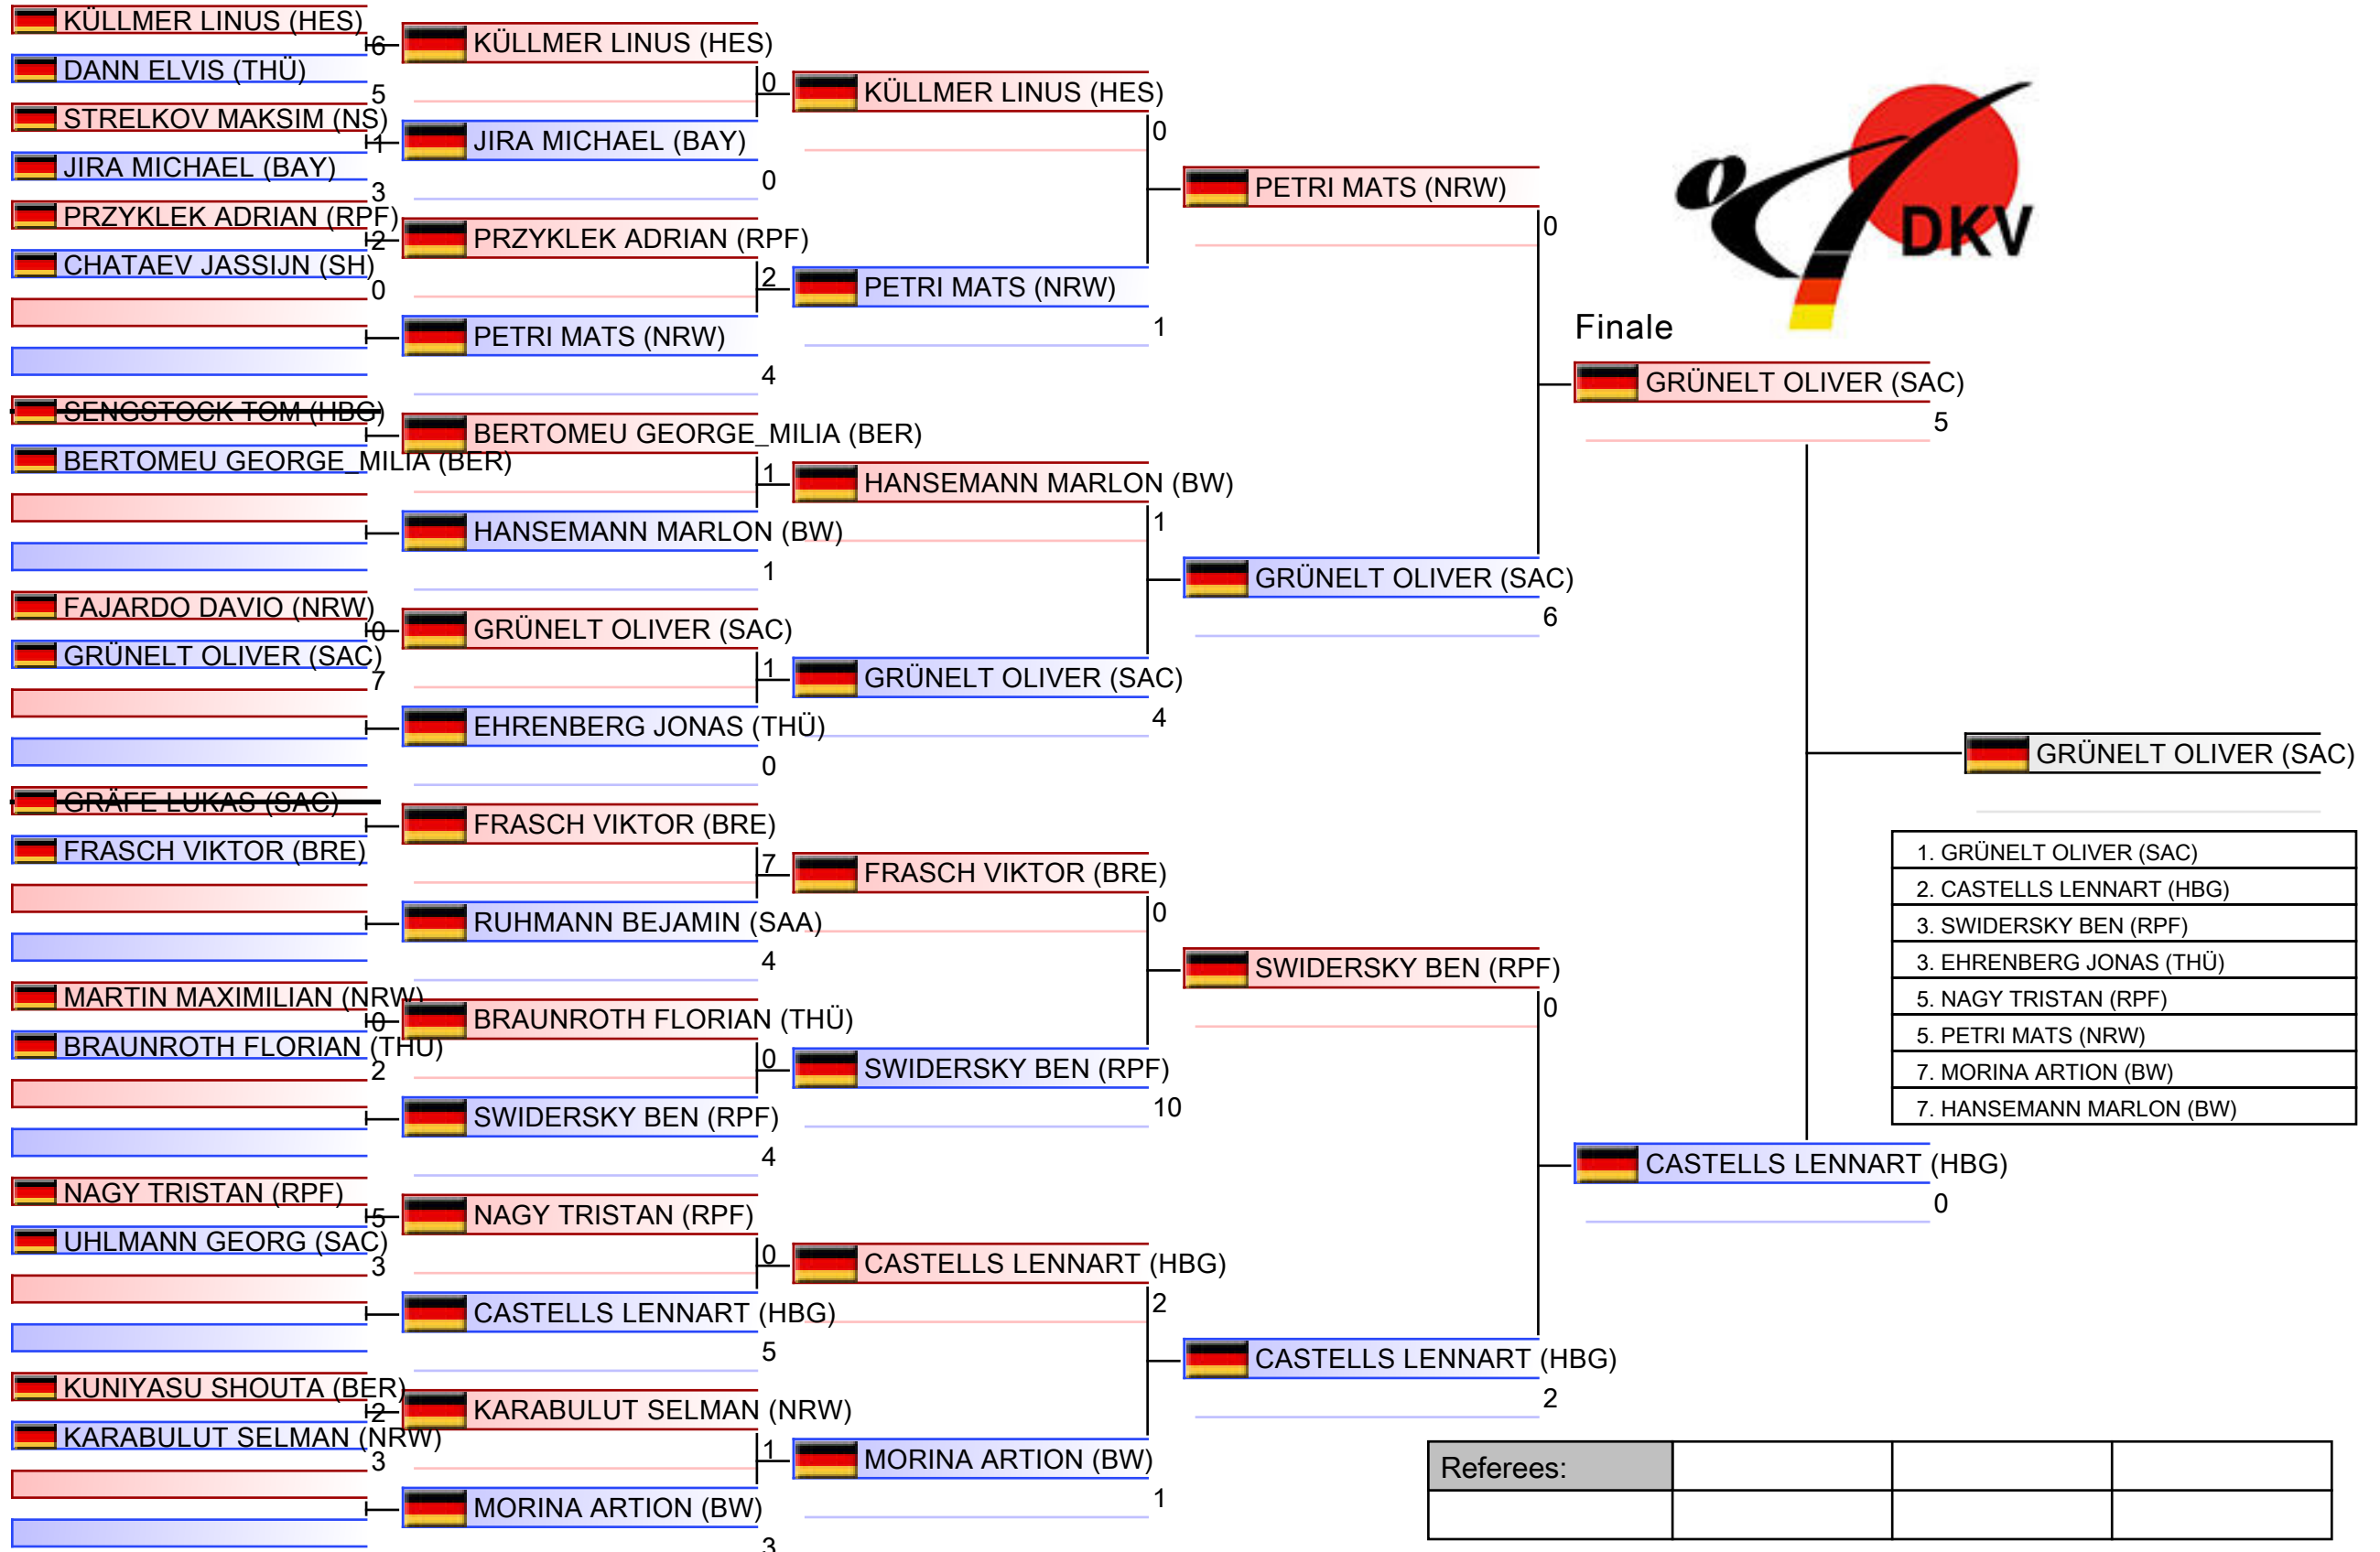 KÜLLMER LINUS (HES)
6
DANN ELVIS (THÜ)
5
STRELKOV MAKSIM (NS)
1
JIRA MICHAEL (BAY)
3
PRZYKLEK ADRIAN (RPF)
2
CHATAEV JASSIJN (SH)
0
SENGSTOCK TOM (HBG)
BERTOMEU GEORGE_MILIA (BER)
FAJARDO DAVIO (NRW)
0
GRÜNELT OLIVER (SAC)
7
GRÄFE LUKAS (SAC)
FRASCH VIKTOR (BRE)
MARTIN MAXIMILIAN (NRW)
0
BRAUNROTH FLORIAN (THÜ)
2
NAGY TRISTAN (RPF)
5
UHLMANN GEORG (SAC)
3
KUNIYASU SHOUTA (BER)
2
KARABULUT SELMAN (NRW)
3
KÜLLMER LINUS (HES)
0
JIRA MICHAEL (BAY)
0
PRZYKLEK ADRIAN (RPF)
2
PETRI MATS (NRW)
4
BERTOMEU GEORGE_MILIA (BER)
1
HANSEMANN MARLON (BW)
1
GRÜNELT OLIVER (SAC)
1
EHRENBERG JONAS (THÜ)
0
FRASCH VIKTOR (BRE)
7
RUHMANN BEJAMIN (SAA)
4
BRAUNROTH FLORIAN (THÜ)
0
SWIDERSKY BEN (RPF)
4
NAGY TRISTAN (RPF)
0
CASTELLS LENNART (HBG)
5
KARABULUT SELMAN (NRW)
1
MORINA ARTION (BW)
3
KÜLLMER LINUS (HES)
0
PETRI MATS (NRW)
1
HANSEMANN MARLON (BW)
1
GRÜNELT OLIVER (SAC)
4
FRASCH VIKTOR (BRE)
0
SWIDERSKY BEN (RPF)
10
CASTELLS LENNART (HBG)
2
MORINA ARTION (BW)
1
PETRI MATS (NRW)
0
GRÜNELT OLIVER (SAC)
6
SWIDERSKY BEN (RPF)
0
CASTELLS LENNART (HBG)
2
DKV
Finale
GRÜNELT OLIVER (SAC)
5
CASTELLS LENNART (HBG)
0
GRÜNELT OLIVER (SAC)
1. GRÜNELT OLIVER (SAC)
2. CASTELLS LENNART (HBG)
3. SWIDERSKY BEN (RPF)
3. EHRENBERG JONAS (THÜ)
5. NAGY TRISTAN (RPF)
5. PETRI MATS (NRW)
7. MORINA ARTION (BW)
7. HANSEMANN MARLON (BW)
Referees: